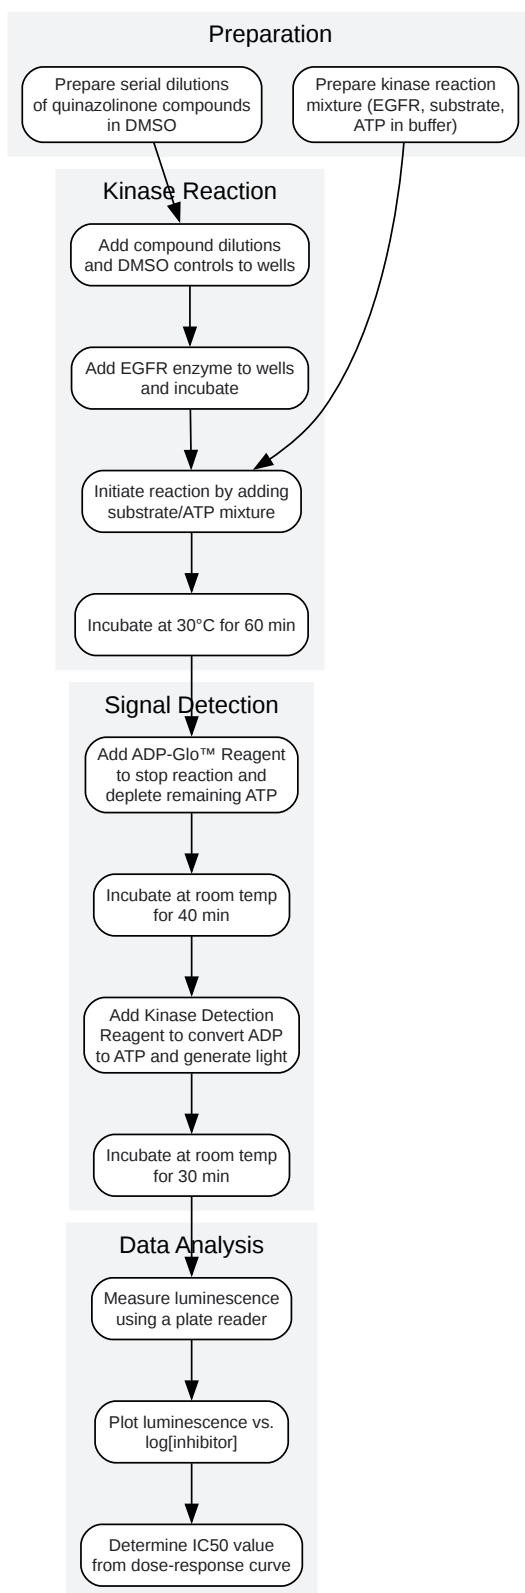 Preparation
Prepare serial dilutions
of quinazolinone compounds
in DMSO
Prepare kinase reaction
mixture (EGFR, substrate,
ATP in buffer)
Kinase Reaction
Add compound dilutions
and DMSO controls to wells
Add EGFR enzyme to wells
and incubate
Initiate reaction by adding
substrate/ATP mixture
Incubate at 30°C for 60 min
Signal Detection
Add ADP-Glo™ Reagent
to stop reaction and
deplete remaining ATP
Incubate at room temp
for 40 min
Add Kinase Detection
Reagent to convert ADP
to ATP and generate light
Incubate at room temp
for 30 min
Data Analysis
Measure luminescence
using a plate reader
Plot luminescence vs.
log[inhibitor]
Determine IC50 value
from dose-response curve